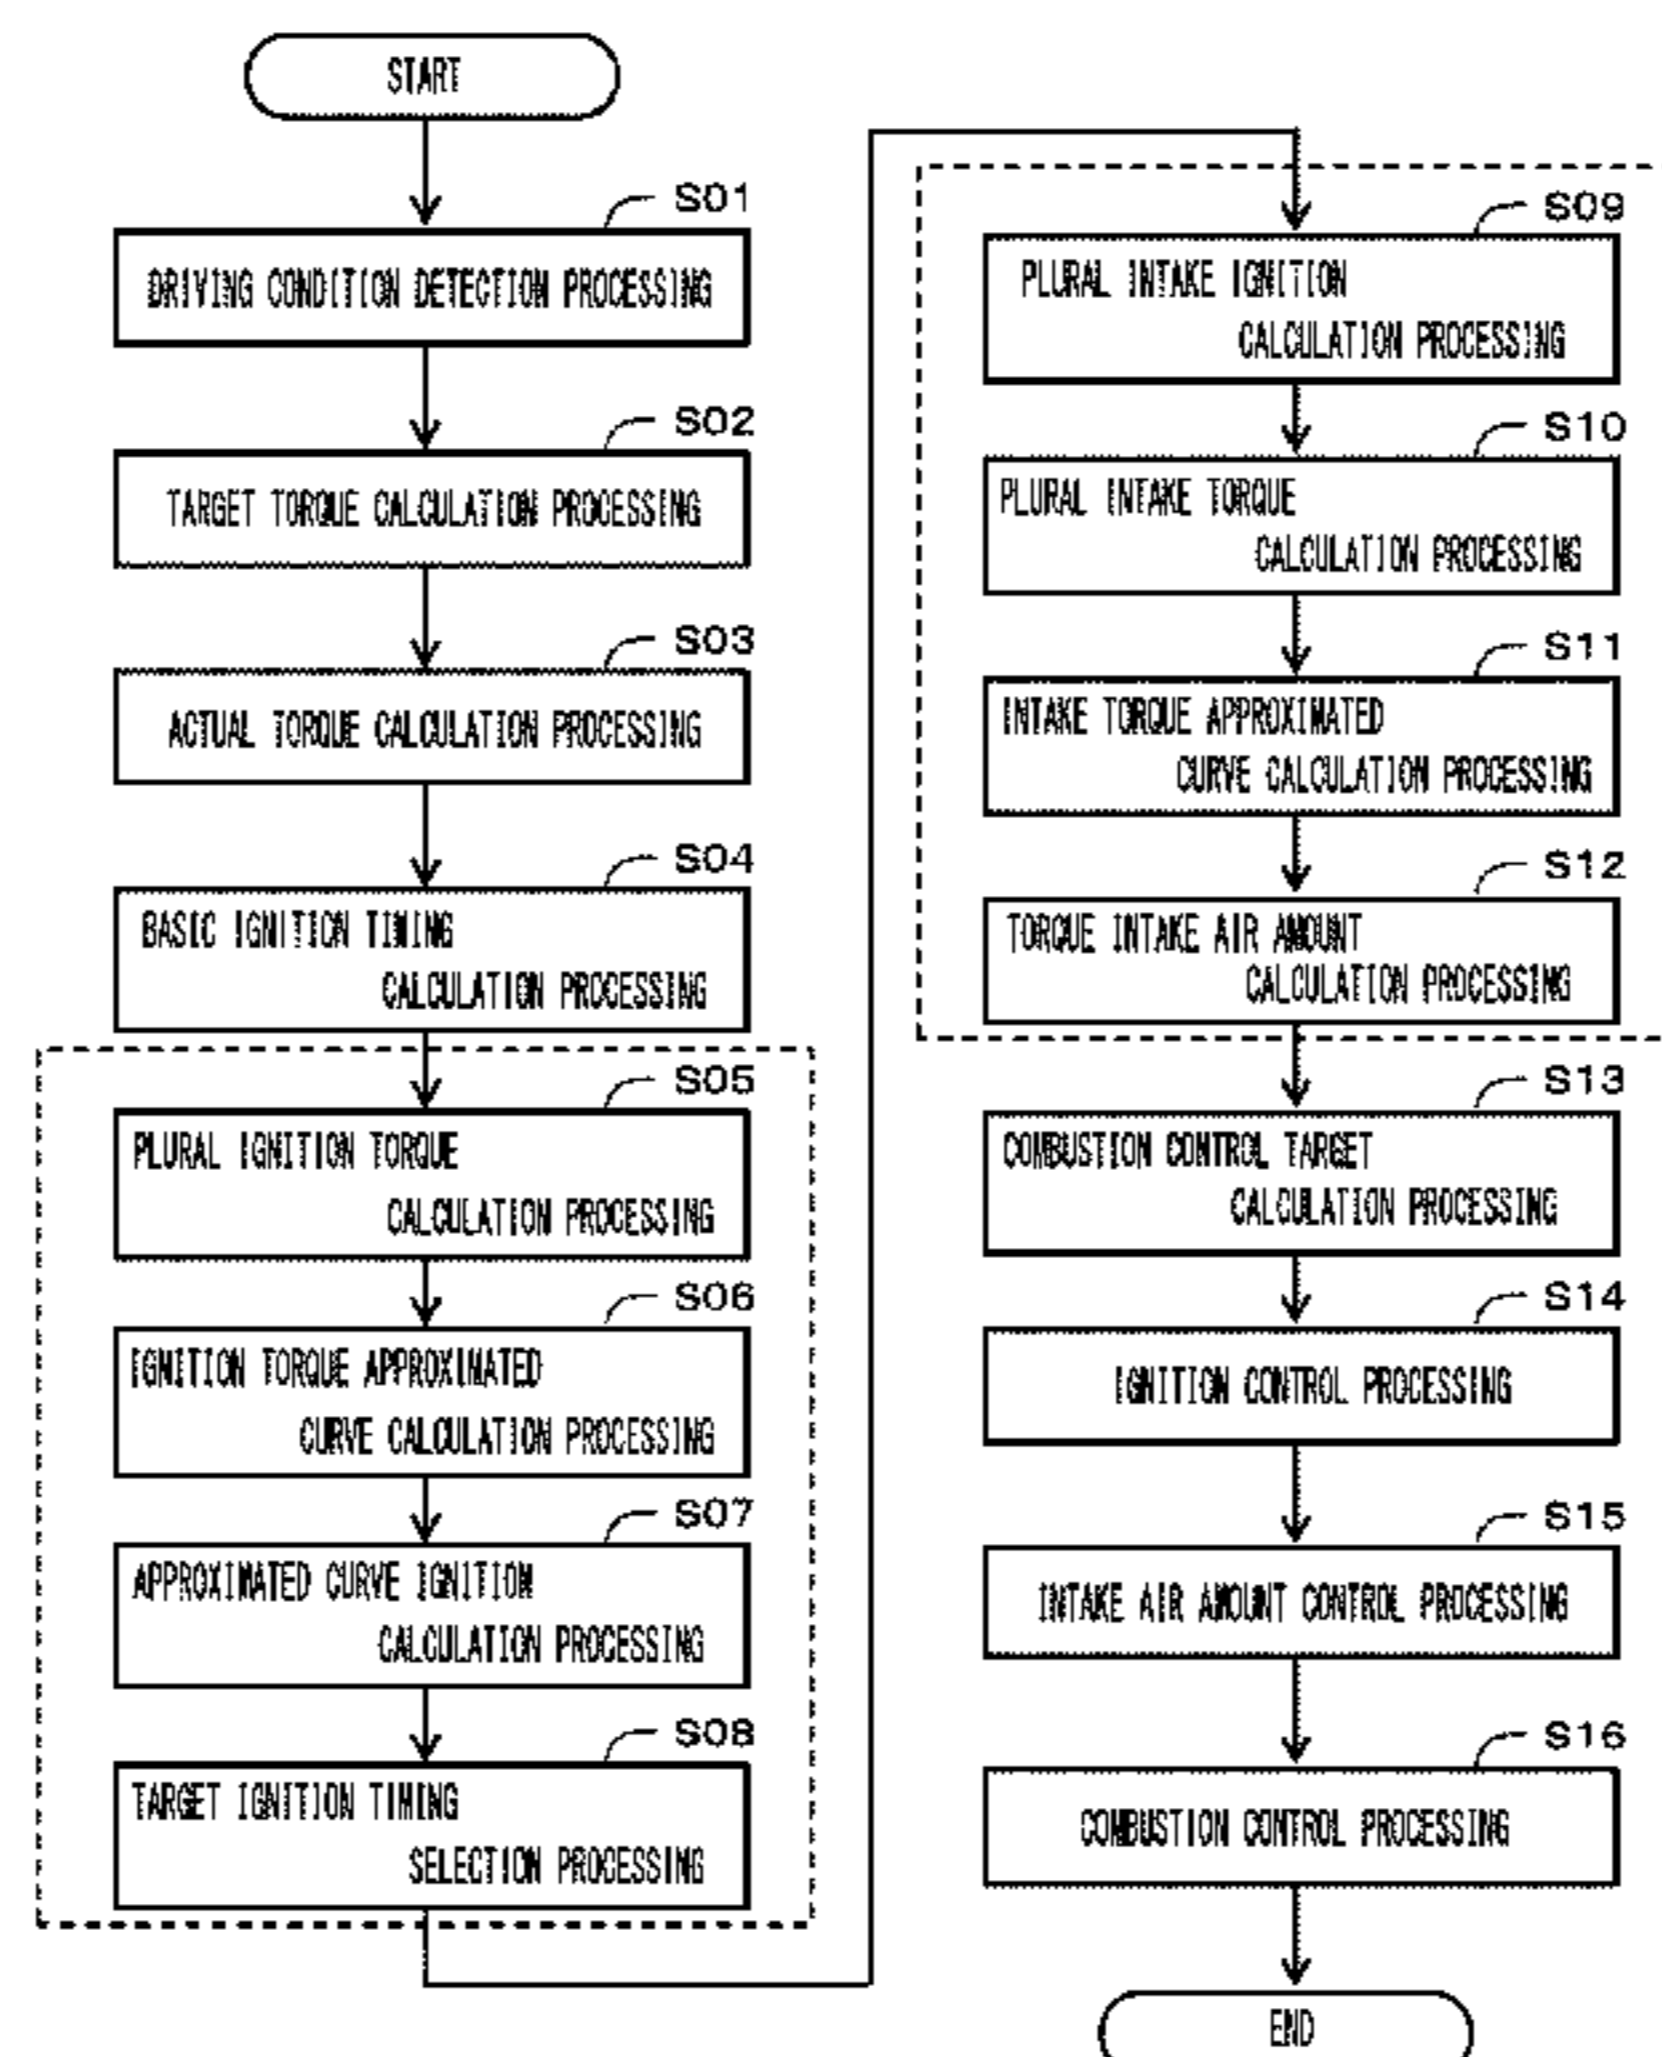 START
S01
DRIVING CONDITION DETECTION PROCESSING
S02
TARGET TORQUE CALCULATION PROCESSING
S03
ACTUAL TORQUE CALCULATION PROCESSING
S04
BASIC IGNITION TIMING
CALCULATION PROCESSING
S05
PLURAL IGNITION TORQUE
CALCULATION PROCESSING
S06
IGNITION TORQUE APPROXIMATED
CURVE CALCULATION PROCESSING
S07
APPROXIMATED CURVE IGNITION
CALCULATION PROCESSING
S08
TARGET IGNITION TIMING
SELECTION PROCESSING
S09
PLURAL INTAKE IGNITION
CALCULATION PROCESSING
S10
PLURAL INTAKE TORQUE
CALCULATION PROCESSING
S11
INTAKE TORQUE APPROXIMATED
CURVE CALCULATION PROCESSING
S12
TORQUE INTAKE AIR AMOUNT
CALCULATION PROCESSING
S13
COMBUSTION CONTROL TARGET
CALCULATION PROCESSING
S14
IGNITION CONTROL PROCESSING
S15
INTAKE AIR AMOUNT CONTROL PROCESSING
S16
COMBUSTION CONTROL PROCESSING
END